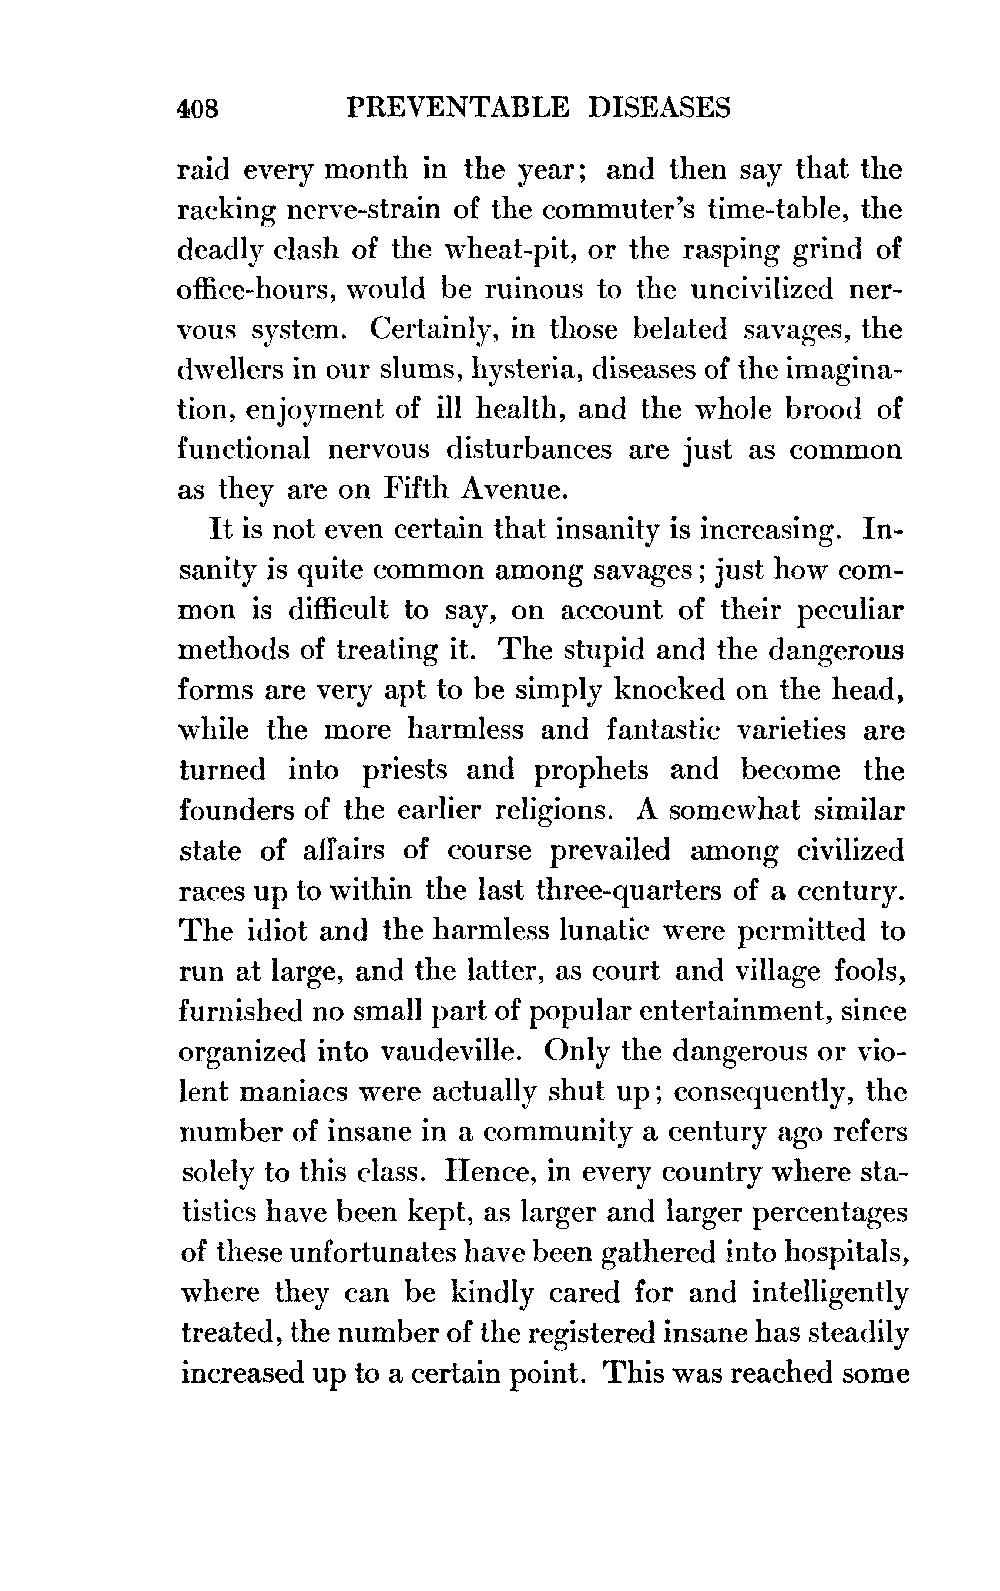 408 PREVENTABLE DISEASES
raid every month in the year; and then say that the
racking nerve-strain of the commuter's time-table, the
deadly clash of the wheat-pit, or the rasping grind of
office-hours, would be ruinous to the uncivilized ner-
vous system. Certainly, in those belated savages, the
dwellers in our slums, hysteria, diseases of the imagina-
tion, enjoyment of ill health, and the whole brood of
functional nervous disturbances are just as common
as they are on Fifth Avenue.
It is not even certain that insanity is increasing. In-
sanity is quite common among savages; just how com-
mon is difficult to say, on account of their peculiar
methods of treating it. The stupid and the dangerous
forms are very apt to be simply knocked on the head,
while the more harmless and fantastic varieties are
turned into priests and prophets and become the
founders of the earlier religions. A somewhat similar
state of affairs of course prevailed among civilized
races up to within the last three-quarters of a century.
The idiot and the harmless lunatic were permitted to
run at large, and the latter, as court and village fools,
furnished no small part of popular entertainment, since
organized into vaudeville. Only the dangerous or vio-
lent maniacs were actually shut up; consequently, the
number of insane in a community a century ago refers
solely to this class. Hence, in every country where sta-
tistics have been kept, as larger and larger percentages
of these unfortunates have been gathered into hospitals,
where they can be kindly cared for and intelligently
treated, the number of the registered insane has steadily
increased up to a certain point. This was reached some